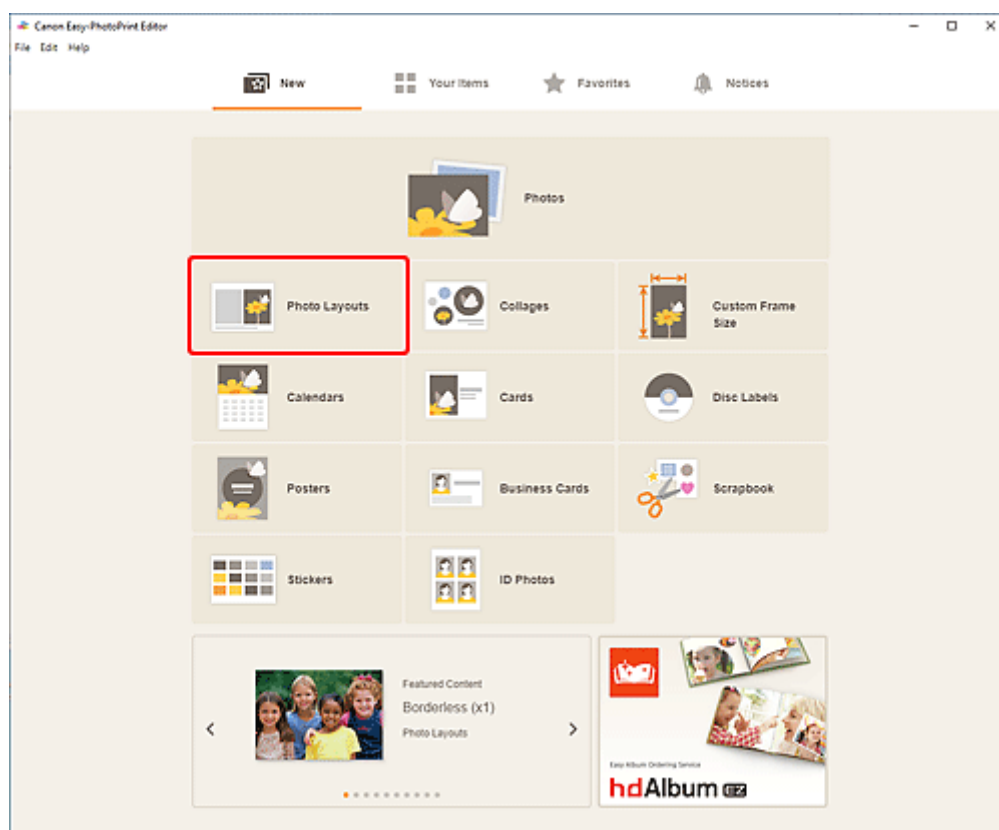 Canon Easy-PhotoPrint Editor
File Edit Help
New Your Items Favorites Notices
Photos
Photo Layouts
Collages
Custom Frame
Size
Calendars
Cards
Disc Labels
Posters
Business Cards
Scrapbook
Stickers
ID Photos
Featured Content
Borderless (x1)
Photo Layouts
Easy Album Ordering Service
hdAlbum EZ